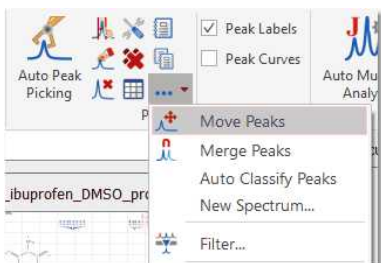 Peak Labels
Peak Curves
Auto Peak
Picking
Auto Mu
Analy
P
Move Peaks
Merge Peaks
Auto Classify Peaks
New Spectrum...
_ibuprofen_DMSO_pro
Filter...